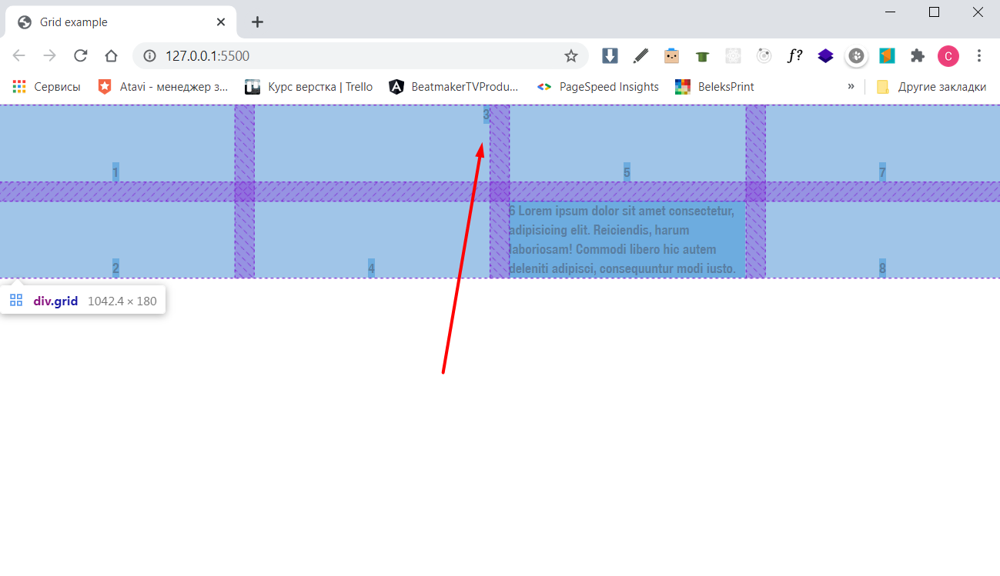 Grid example
127.0.0.1:5500
ƒ?
C
Сервисы
Atavi - менеджер з...
Курс верстка | Trello
BeatmakerTVProdu...
PageSpeed Insights
BeleksPrint
»
Другие закладки
3
1
5
7
6 Lorem ipsum dolor sit amet consectetur,
adipisicing elit. Reiciendis, harum
laboriosam! Commodi libero hic autem
deleniti adipisci, consequuntur modi iusto.
2
4
8
div.grid 1042.4 × 180